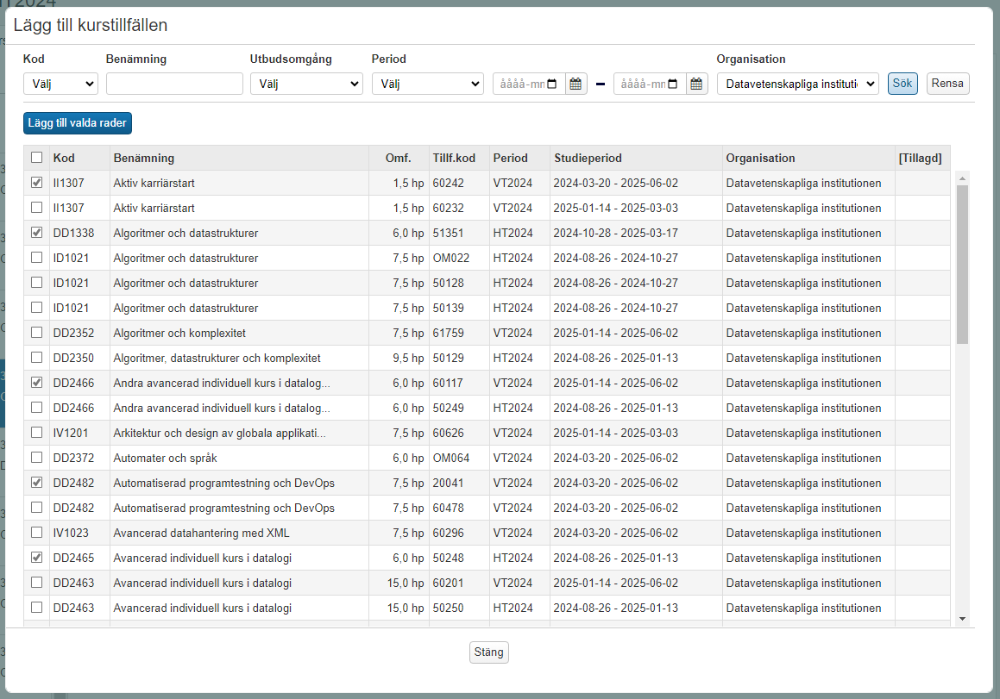 Lägg till kurstillfällen
Kod Benämning Utbudsomgång Period Organisation
Välj Välj Välj åååå-mm – åååå-mm Datavetenskapliga instituti Sök Rensa
Lägg till valda rader
Kod Benämning Omf. Tillf.kod Period Studieperiod Organisation [Tillagd]
II1307 Aktiv karriärstart 1,5 hp 60242 VT2024 2024-03-20 - 2025-06-02 Datavetenskapliga institutionen
II1307 Aktiv karriärstart 1,5 hp 60232 VT2024 2025-01-14 - 2025-03-03 Datavetenskapliga institutionen
DD1338 Algoritmer och datastrukturer 6,0 hp 51351 HT2024 2024-10-28 - 2025-03-17 Datavetenskapliga institutionen
ID1021 Algoritmer och datastrukturer 7,5 hp OM022 HT2024 2024-08-26 - 2024-10-27 Datavetenskapliga institutionen
ID1021 Algoritmer och datastrukturer 7,5 hp 50128 HT2024 2024-08-26 - 2024-10-27 Datavetenskapliga institutionen
ID1021 Algoritmer och datastrukturer 7,5 hp 50139 HT2024 2024-08-26 - 2024-10-27 Datavetenskapliga institutionen
DD2352 Algoritmer och komplexitet 7,5 hp 61759 VT2024 2025-01-14 - 2025-06-02 Datavetenskapliga institutionen
DD2350 Algoritmer, datastrukturer och komplexitet 9,5 hp 50129 HT2024 2024-08-26 - 2025-01-13 Datavetenskapliga institutionen
DD2466 Andra avancerad individuell kurs i datalog... 6,0 hp 60117 VT2024 2025-01-14 - 2025-06-02 Datavetenskapliga institutionen
DD2466 Andra avancerad individuell kurs i datalog... 6,0 hp 50249 HT2024 2024-08-26 - 2025-01-13 Datavetenskapliga institutionen
IV1201 Arkitektur och design av globala applikati... 7,5 hp 60626 VT2024 2025-01-14 - 2025-03-03 Datavetenskapliga institutionen
DD2372 Automater och språk 6,0 hp OM064 VT2024 2024-03-20 - 2025-06-02 Datavetenskapliga institutionen
DD2482 Automatiserad programtestning och DevOps 7,5 hp 20041 VT2024 2024-03-20 - 2025-06-02 Datavetenskapliga institutionen
DD2482 Automatiserad programtestning och DevOps 7,5 hp 60478 VT2024 2024-03-20 - 2025-06-02 Datavetenskapliga institutionen
IV1023 Avancerad datahantering med XML 7,5 hp 60296 VT2024 2024-03-20 - 2025-06-02 Datavetenskapliga institutionen
DD2465 Avancerad individuell kurs i datalogi 6,0 hp 50248 HT2024 2024-08-26 - 2025-01-13 Datavetenskapliga institutionen
DD2463 Avancerad individuell kurs i datalogi 15,0 hp 60201 VT2024 2025-01-14 - 2025-06-02 Datavetenskapliga institutionen
DD2463 Avancerad individuell kurs i datalogi 15,0 hp 50250 HT2024 2024-08-26 - 2025-01-13 Datavetenskapliga institutionen
Stäng